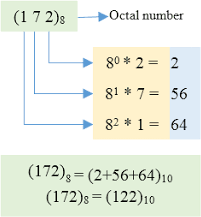 (1 7 2)₈ Octal number
8⁰ * 2 = 2
8¹ * 7 = 56
8² * 1 = 64
(172)₈ = (2+56+64)₁₀
(172)₈ = (122)₁₀